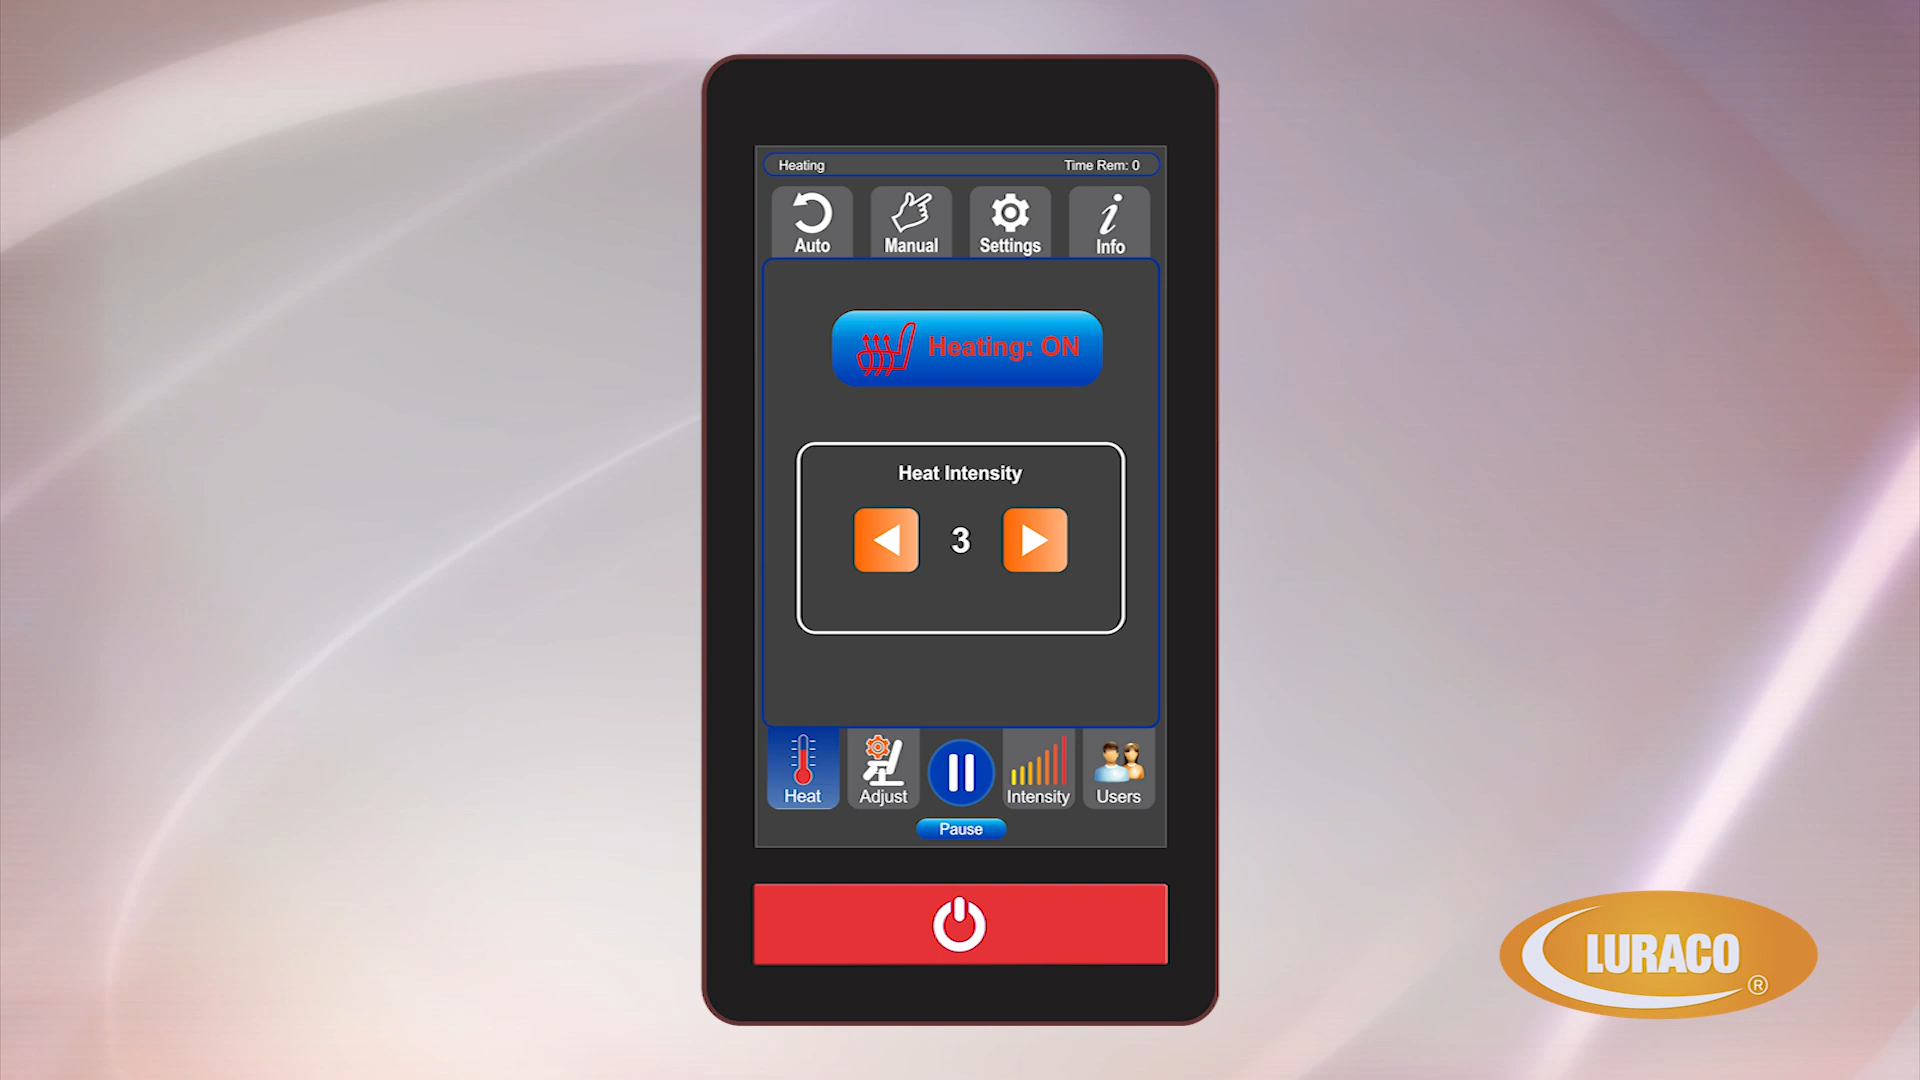 Heating Time Rem: 0
Auto Manual Settings Info
Heating: ON
Heat Intensity
3
Heat Adjust Intensity Users
Pause
LURACO
®